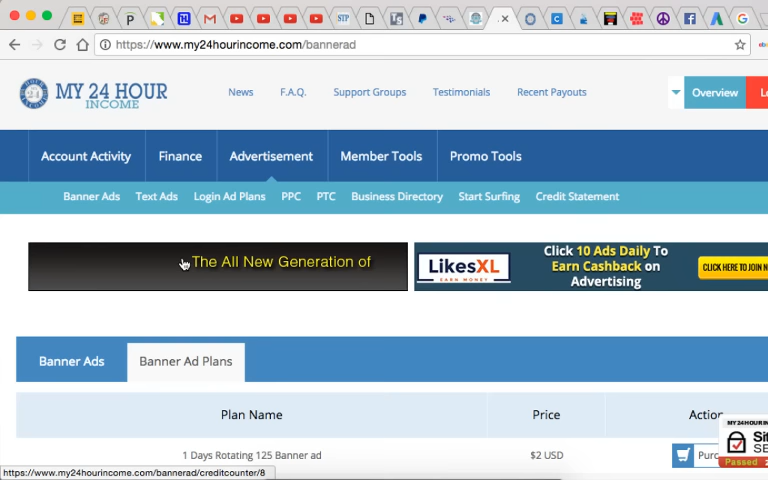 https://www.my24hourincome.com/bannerad
MY 24 HOUR
INCOME
News F.A.Q. Support Groups Testimonials Recent Payouts Overview
Account Activity Finance Advertisement Member Tools Promo Tools
Banner Ads Text Ads Login Ad Plans PPC PTC Business Directory Start Surfing Credit Statement
The All New Generation of
LikesXL
EARN MONEY
Click 10 Ads Daily To
Earn Cashback on
Advertising
CLICK HERE TO JOIN
Banner Ads Banner Ad Plans
Plan Name Price Action
1 Days Rotating 125 Banner ad $2 USD
MY24HOURIN
Passed
https://www.my24hourincome.com/bannerad/creditcounter/8